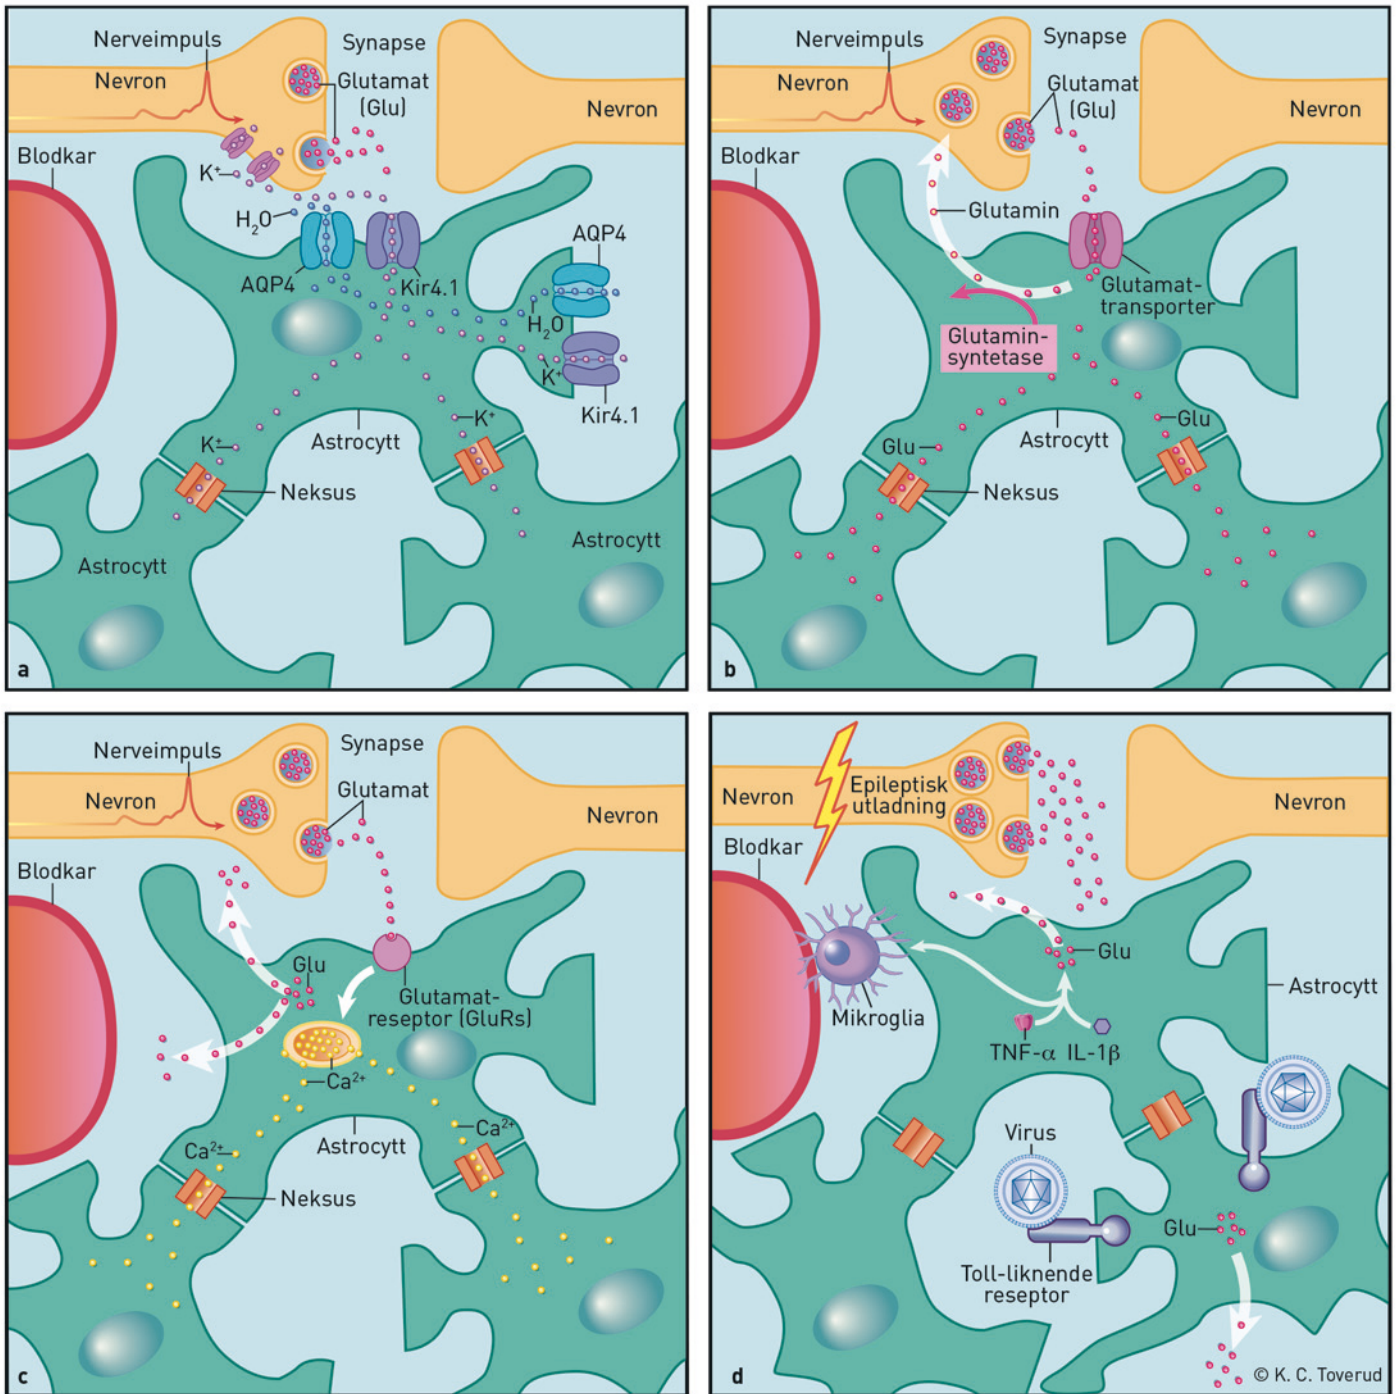 Nerveimpuls
Synapse
Nevron
Glutamat
(Glu)
Nevron
Blodkar
K⁺
H₂O
AQP4
AQP4
Kir4.1
H₂O
K⁺
Kir4.1
K⁺
K⁺
Astrocytt
Neksus
Astrocytt
Astrocytt
a
Nerveimpuls
Synapse
Nevron
Glutamat
(Glu)
Nevron
Blodkar
Glutamin
Glutamat-
transporter
Glutamin-
syntetase
Glu
Glu
Astrocytt
Neksus
b
Nerveimpuls
Synapse
Nevron
Glutamat
Nevron
Blodkar
Glu
Glutamat-
reseptor (GluRs)
Ca²⁺
Ca²⁺
Ca²⁺
Astrocytt
Neksus
c
Nevron
Epileptisk
utladning
Nevron
Blodkar
Glu
Astrocytt
Mikroglia
TNF-α IL-1β
Virus
Glu
Toll-liknende
reseptor
d
© K. C. Toverud